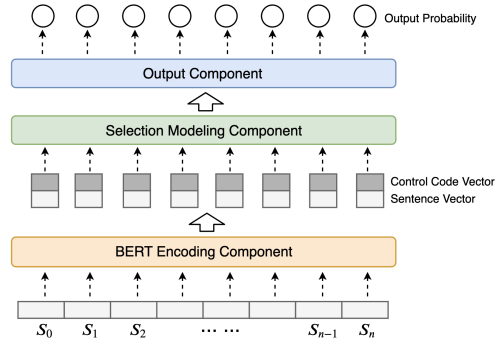 Output Probability
Output Component
Selection Modeling Component
Control Code Vector
Sentence Vector
BERT Encoding Component
S0 S1 S2 ... ... Sn−1 Sn